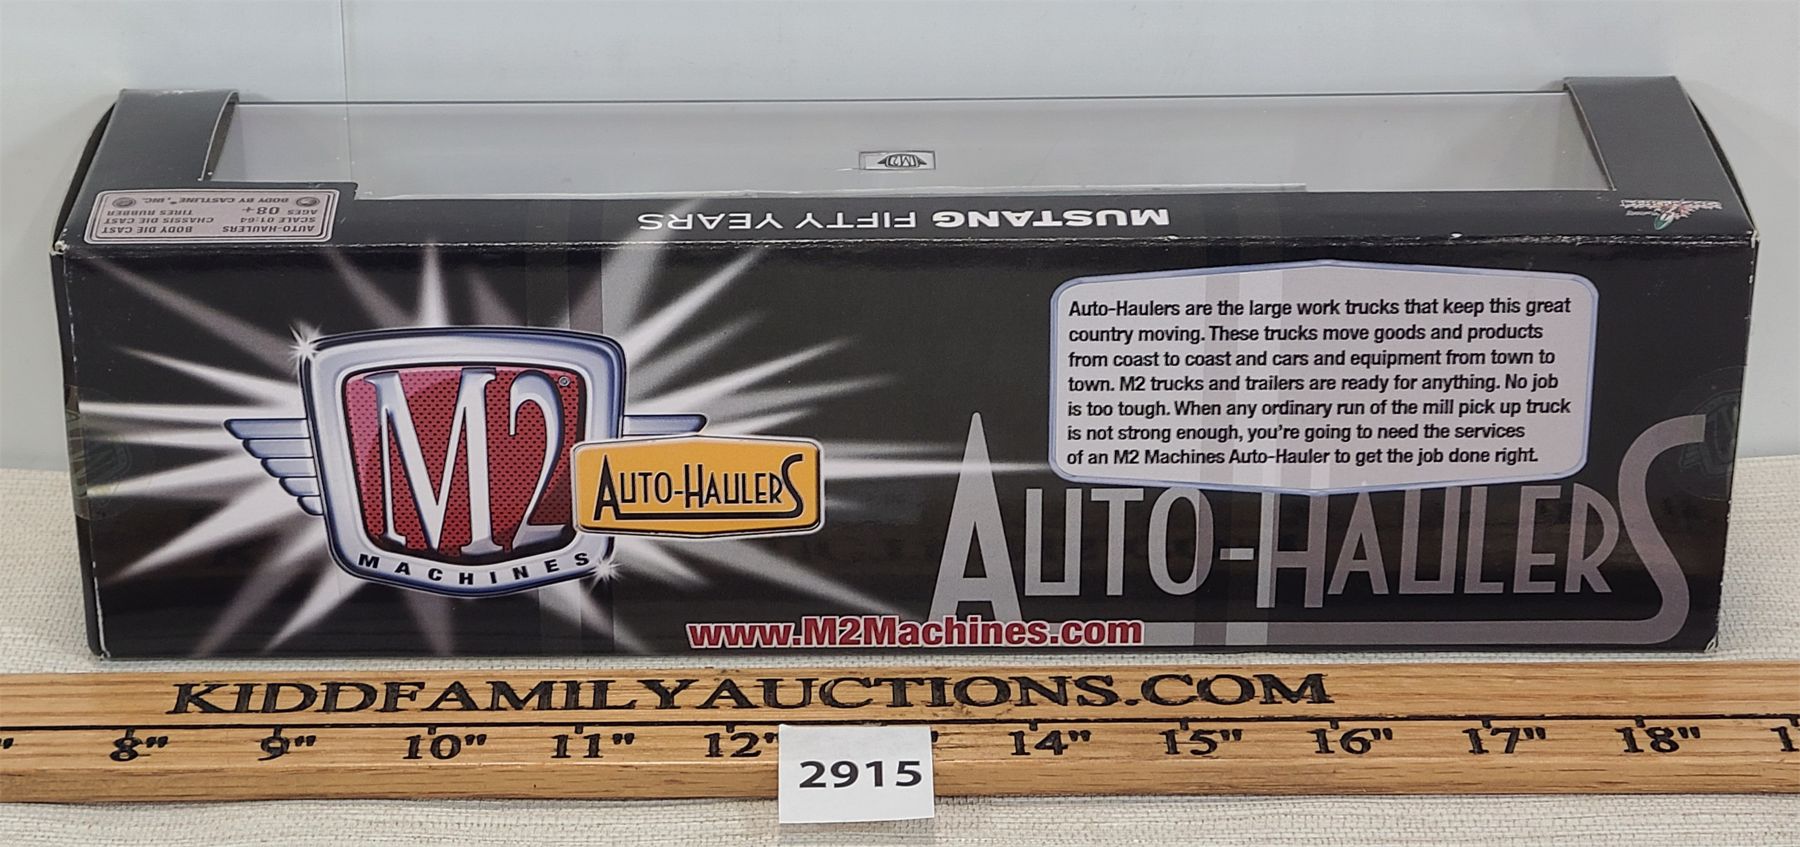 M2
MUSTANG FIFTY YEARS
AUTO-HAULERS BODY DIE CAST
SCALE 01:64 CHASSIS DIE CAST
AGES 08+ TIRES RUBBER
BODY BY CASTLINE, INC.
Auto-Haulers are the large work trucks that keep this great
country moving. These trucks move goods and products
from coast to coast and cars and equipment from town to
town. M2 trucks and trailers are ready for anything. No job
is too tough. When any ordinary run of the mill pick up truck
is not strong enough, you're going to need the services
of an M2 Machines Auto-Hauler to get the job done right.
M2®
MACHINES
AUTO-HAULERS
AUTO-HAULERS
www.M2Machines.com
KIDDFAMILYAUCTIONS.COM
8" 9" 10" 11" 12" 14" 15" 16" 17" 18"
2915